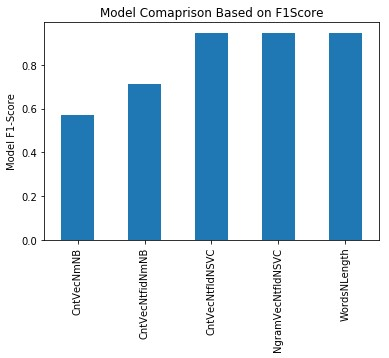 Model Comaprison Based on F1Score
Model F1-Score
0.8
0.6
0.4
0.2
0.0
CntVecNmNB
CntVecNtfidNmNB
CntVecNtfIdNSVC
NgramVecNtfIdNSVC
WordsNLength